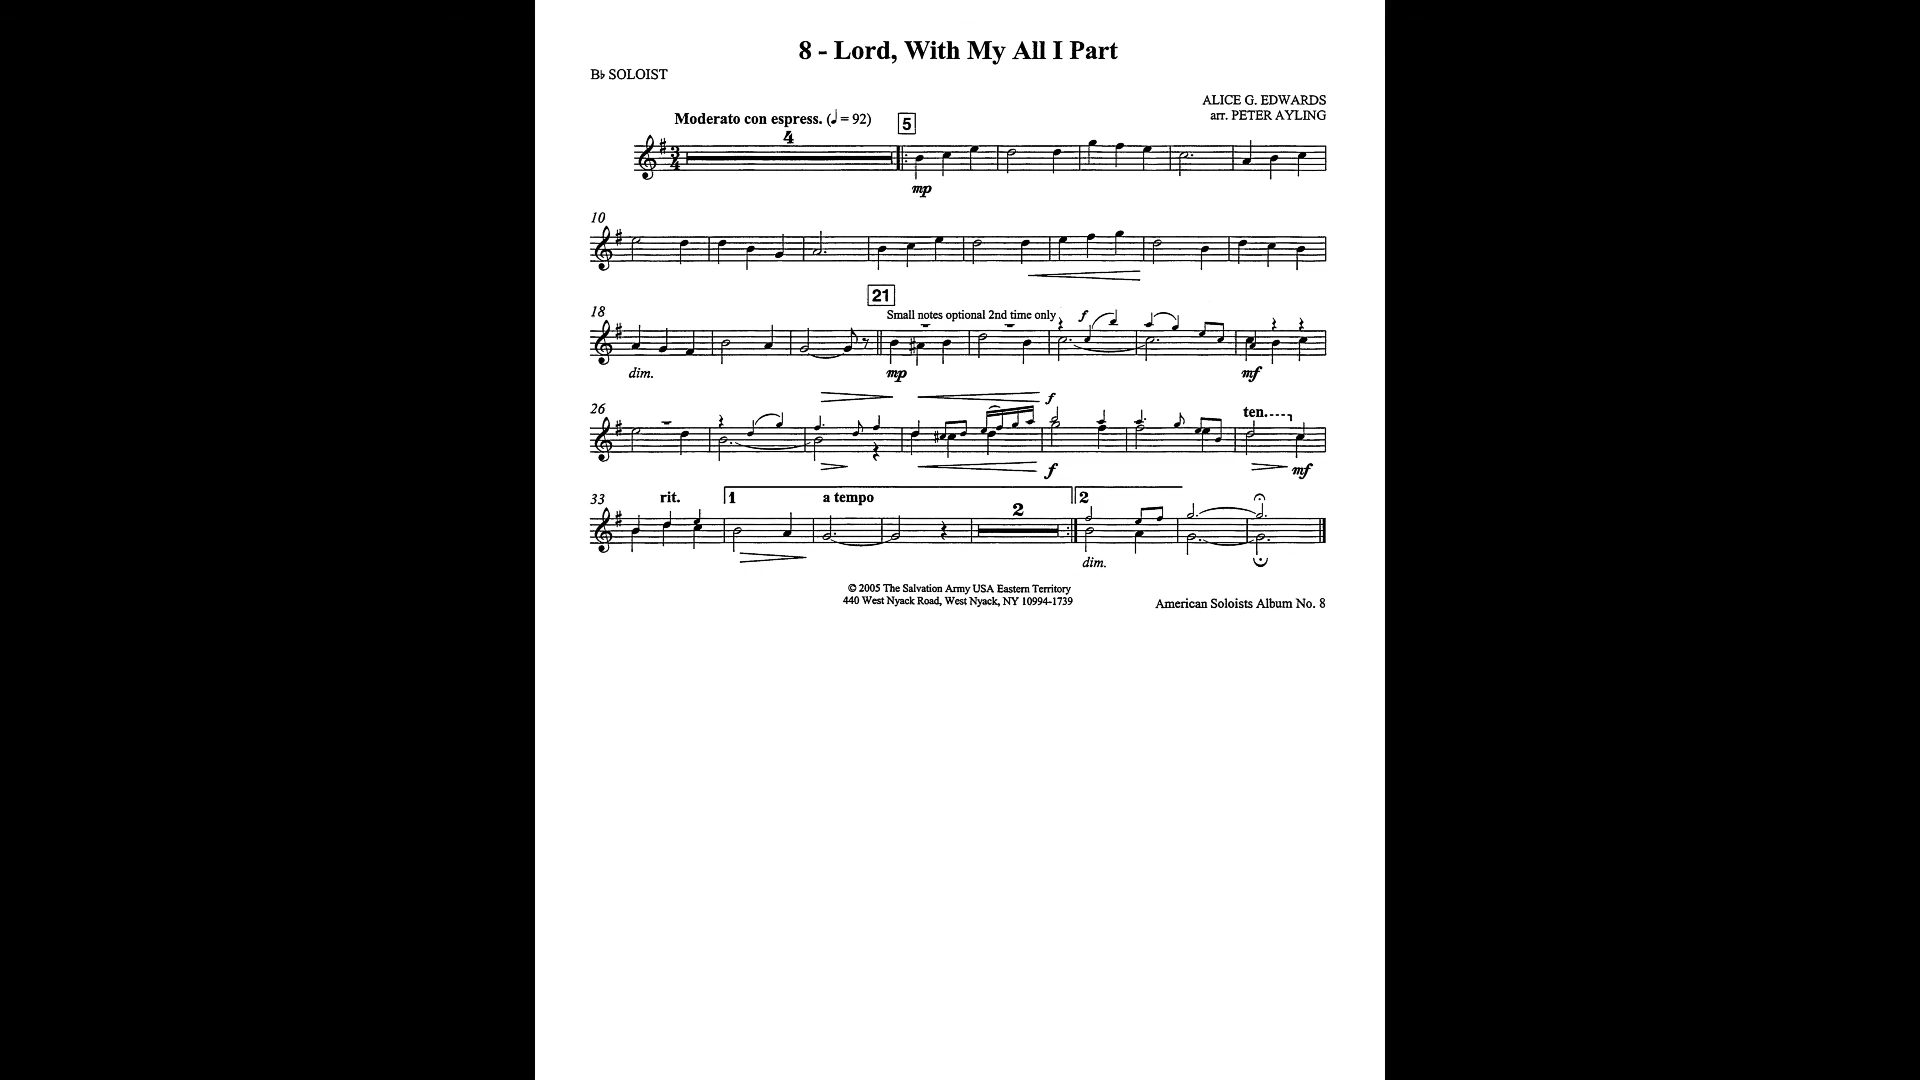 8 - Lord, With My All I Part
B♭ SOLOIST
ALICE G. EDWARDS
arr. PETER AYLING
Moderato con espress. (♩ = 92)
5
4
3
4
mp
10
21
18
Small notes optional 2nd time only
f
dim.
mp
mf
26
f
ten.
f
mf
33
rit.
1
a tempo
2
2
dim.
© 2005 The Salvation Army USA Eastern Territory
440 West Nyack Road, West Nyack, NY 10994-1739
American Soloists Album No. 8